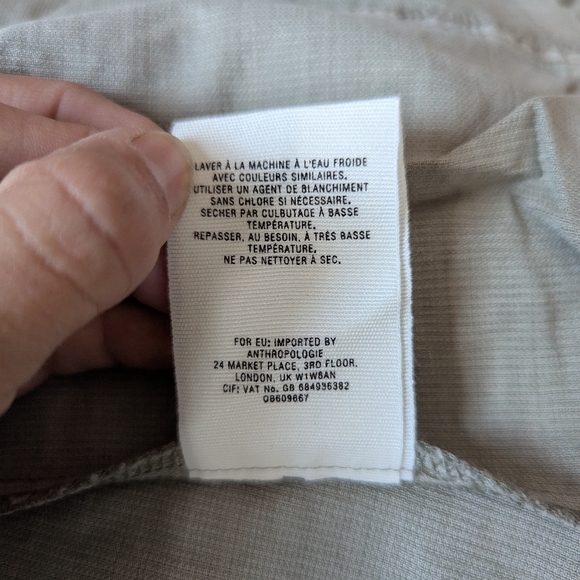 LAVER À LA MACHINE À L'EAU FROIDE
AVEC COULEURS SIMILAIRES.
UTILISER UN AGENT DE BLANCHIMENT
SANS CHLORE SI NÉCESSAIRE.
SECHER PAR CULBUTAGE À BASSE
TEMPÉRATURE.
REPASSER, AU BESOIN, À TRÈS BASSE
TEMPÉRATURE.
NE PAS NETTOYER À SEC.
FOR EU: IMPORTED BY
ANTHROPOLOGIE
24 MARKET PLACE, 3RD FLOOR,
LONDON, UK W1W8AN
CIF: VAT No. GB 684936382
OB609667